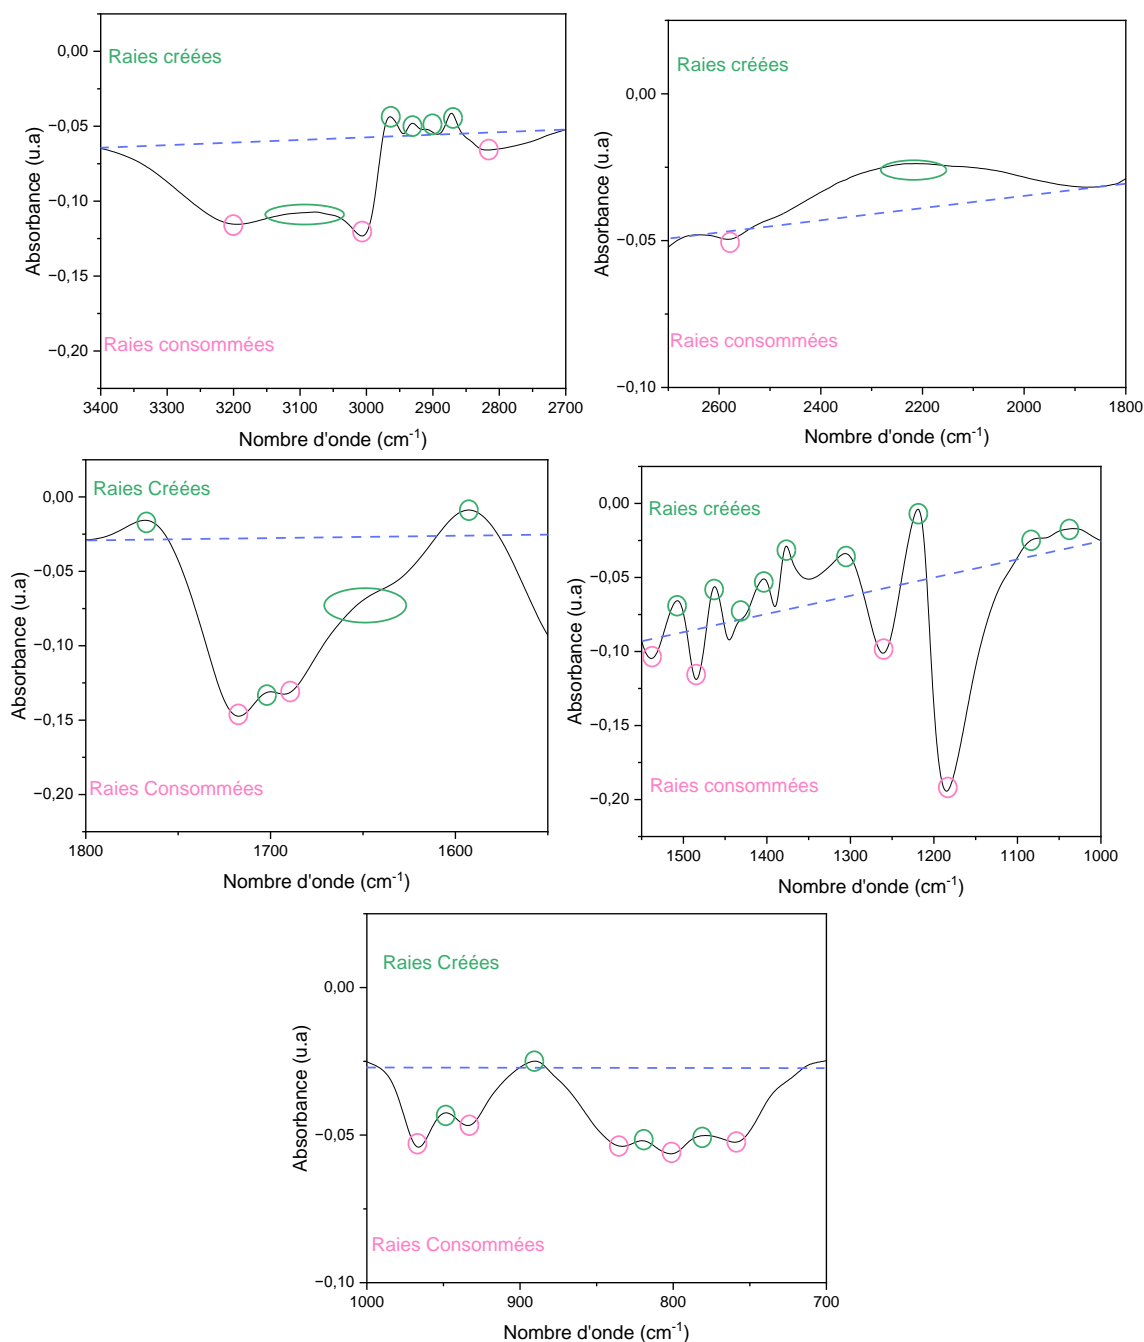 Raies créées
0,00
−0,05
−0,10
−0,15
−0,20
Absorbance (u.a)
Raies consommées
3400 3300 3200 3100 3000 2900 2800 2700
Nombre d'onde (cm⁻¹)
Raies créées
0,00
−0,05
−0,10
Absorbance (u.a)
Raies consommées
2600 2400 2200 2000 1800
Nombre d'onde (cm⁻¹)
Raies Créées
0,00
−0,05
−0,10
−0,15
−0,20
Absorbance (u.a)
Raies Consommées
1800 1700 1600
Nombre d'onde (cm⁻¹)
Raies créées
0,00
−0,05
−0,10
−0,15
−0,20
Absorbance (u.a)
Raies consommées
1500 1400 1300 1200 1100 1000
Nombre d'onde (cm⁻¹)
Raies Créées
0,00
−0,05
−0,10
Absorbance (u.a)
Raies Consommées
1000 900 800 700
Nombre d'onde (cm⁻¹)